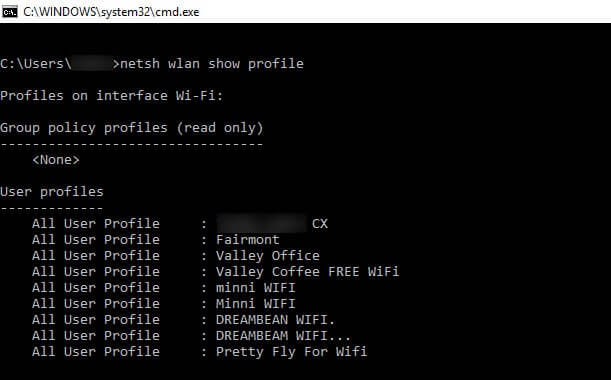 C:\WINDOWS\system32\cmd.exe
C:\Users\ >netsh wlan show profile
Profiles on interface Wi-Fi:
Group policy profiles (read only)
---------------------------------
<None>
User profiles
-------------
All User Profile : CX
All User Profile : Fairmont
All User Profile : Valley Office
All User Profile : Valley Coffee FREE WiFi
All User Profile : minni WIFI
All User Profile : Minni WIFI
All User Profile : DREAMBEAN WIFI.
All User Profile : DREAMBEAM WIFI...
All User Profile : Pretty Fly For Wifi